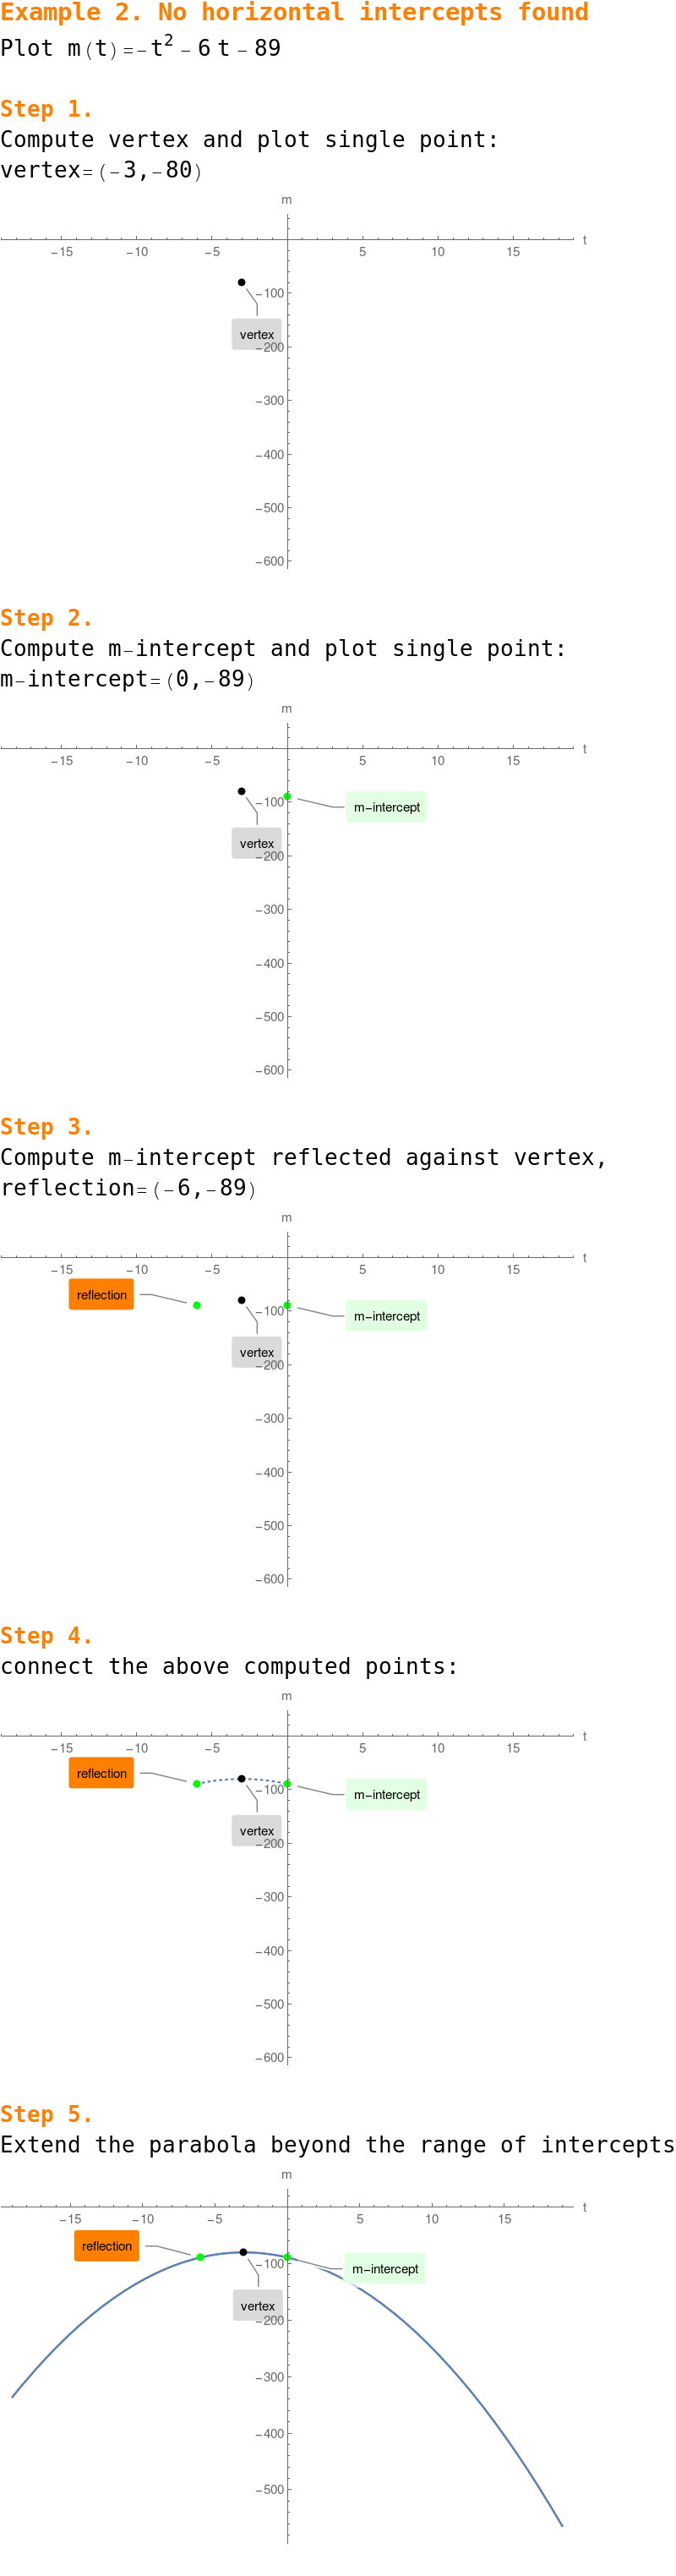 Example 2. No horizontal intercepts found
Plot m(t)=-t² - 6 t - 89
Step 1.
Compute vertex and plot single point:
vertex=(-3,-80)
m
t
-15 -10 -5 5 10 15
-100
vertex
-200
-300
-400
-500
-600
Step 2.
Compute m-intercept and plot single point:
m-intercept=(0,-89)
m
t
-15 -10 -5 5 10 15
-100
m-intercept
vertex
-200
-300
-400
-500
-600
Step 3.
Compute m-intercept reflected against vertex,
reflection=(-6,-89)
m
t
-15 -10 -5 5 10 15
reflection
-100
m-intercept
vertex
-200
-300
-400
-500
-600
Step 4.
connect the above computed points:
m
t
-15 -10 -5 5 10 15
reflection
-100
m-intercept
vertex
-200
-300
-400
-500
-600
Step 5.
Extend the parabola beyond the range of intercepts
m
t
-15 -10 -5 5 10 15
reflection
-100
m-intercept
vertex
-200
-300
-400
-500